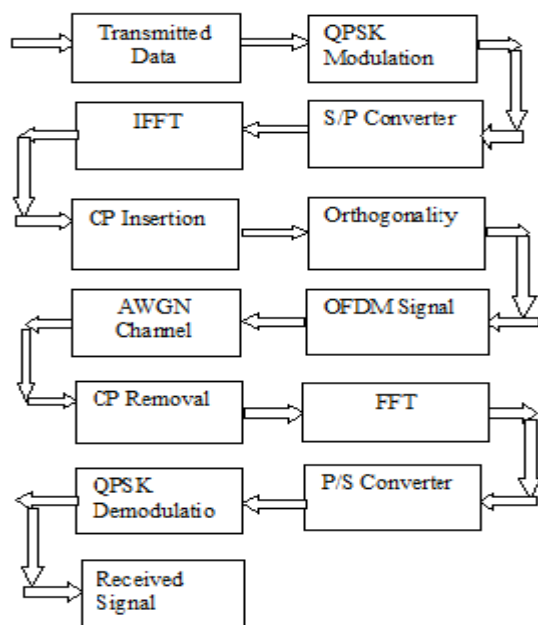 Transmitted
Data
QPSK
Modulation
S/P Converter
IFFT
CP Insertion
Orthogonality
OFDM Signal
AWGN
Channel
CP Removal
FFT
P/S Converter
QPSK
Demodulatio
Received
Signal